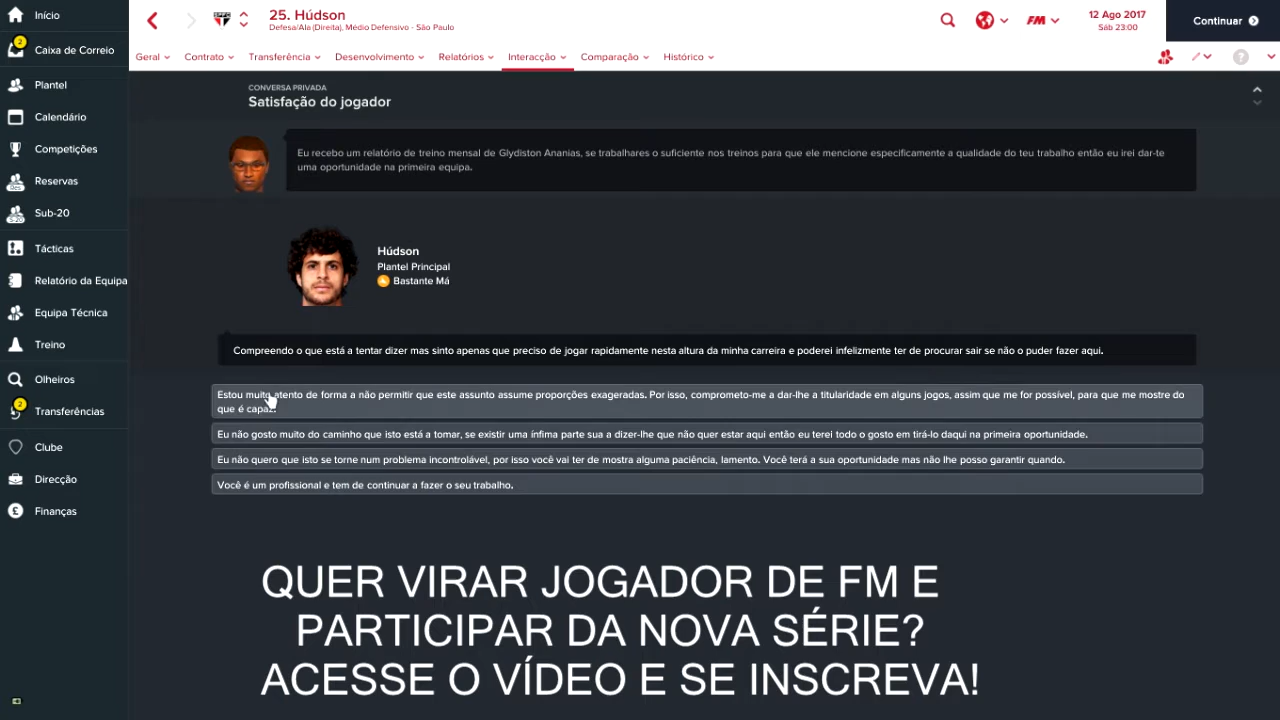 Início
2
Caixa de Correio
Plantel
Calendário
Competições
Reservas
Sub-20
Tácticas
Relatório da Equipa
Equipa Técnica
Treino
Olheiros
2
Transferências
Clube
Direcção
Finanças
25. Húdson
Defesa/Ala (Direita), Médio Defensivo - São Paulo
FM
12 Ago 2017
Sáb 23:00
Continuar
Geral
Contrato
Transferência
Desenvolvimento
Relatórios
Interacção
Comparação
Histórico
CONVERSA PRIVADA
Satisfação do jogador
Eu recebo um relatório de treino mensal de Glydiston Ananias, se trabalhares o suficiente nos treinos para que ele mencione especificamente a qualidade do teu trabalho então eu irei dar-te
uma oportunidade na primeira equipa.
Húdson
Plantel Principal
Bastante Má
Compreendo o que está a tentar dizer mas sinto apenas que preciso de jogar rapidamente nesta altura da minha carreira e poderei infelizmente ter de procurar sair se não o puder fazer aqui.
Estou muito atento de forma a não permitir que este assunto assume proporções exageradas. Por isso, comprometo-me a dar-lhe a titularidade em alguns jogos, assim que me for possível, para que me mostre do
que é capaz.
Eu não gosto muito do caminho que isto está a tomar, se existir uma ínfima parte sua a dizer-lhe que não quer estar aqui então eu terei todo o gosto em tirá-lo daqui na primeira oportunidade.
Eu não quero que isto se torne num problema incontrolável, por isso você vai ter de mostra alguma paciência, lamento. Você terá a sua oportunidade mas não lhe posso garantir quando.
Você é um profissional e tem de continuar a fazer o seu trabalho.
QUER VIRAR JOGADOR DE FM E
PARTICIPAR DA NOVA SÉRIE?
ACESSE O VÍDEO E SE INSCREVA!